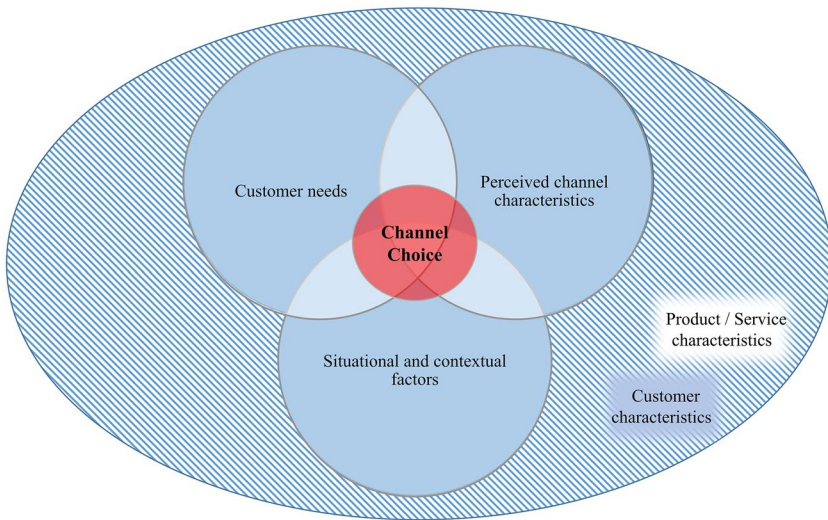 Customer needs
Perceived channel
characteristics
Channel
Choice
Situational and contextual
factors
Product / Service
characteristics
Customer
characteristics